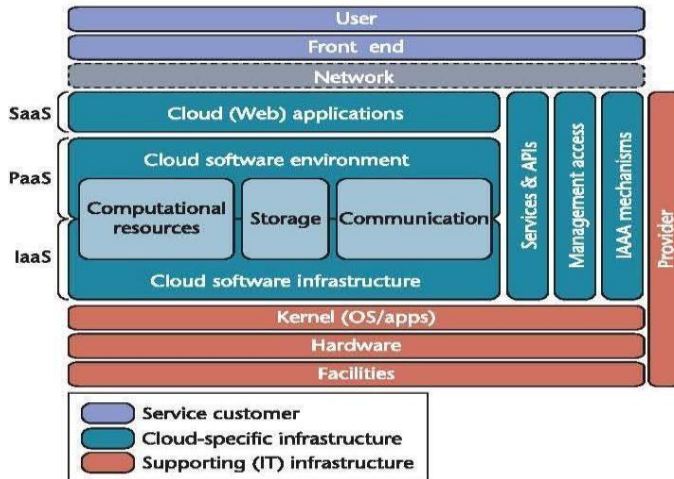 User
Front end
Network
SaaS
Cloud (Web) applications
PaaS
Cloud software environment
Computational
resources
Storage
Communication
IaaS
Cloud software infrastructure
Services & APIs
Management access
IAAA mechanisms
Provider
Kernel (OS/apps)
Hardware
Facilities
Service customer
Cloud-specific infrastructure
Supporting (IT) infrastructure